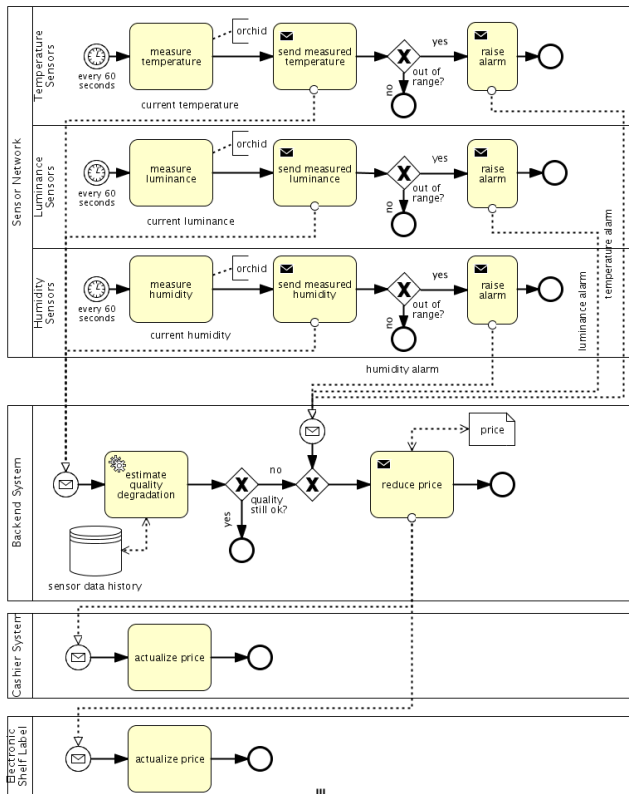 Sensor Network
Temperature
Sensors
every 60
seconds
measure
temperature
orchid
send measured
temperature
yes
out of
range?
no
raise
alarm
current temperature
Luminance
Sensors
every 60
seconds
measure
luminance
orchid
send measured
luminance
yes
out of
range?
no
raise
alarm
current luminance
Humidity
Sensors
every 60
seconds
measure
humidity
orchid
send measured
humidity
yes
out of
range?
no
raise
alarm
current humidity
humidity alarm
luminance alarm
temperature alarm
Backend System
estimate
quality
degradation
no
quality
still ok?
yes
reduce price
price
sensor data history
Cashier System
actualize price
Electronic
Shelf Label
actualize price